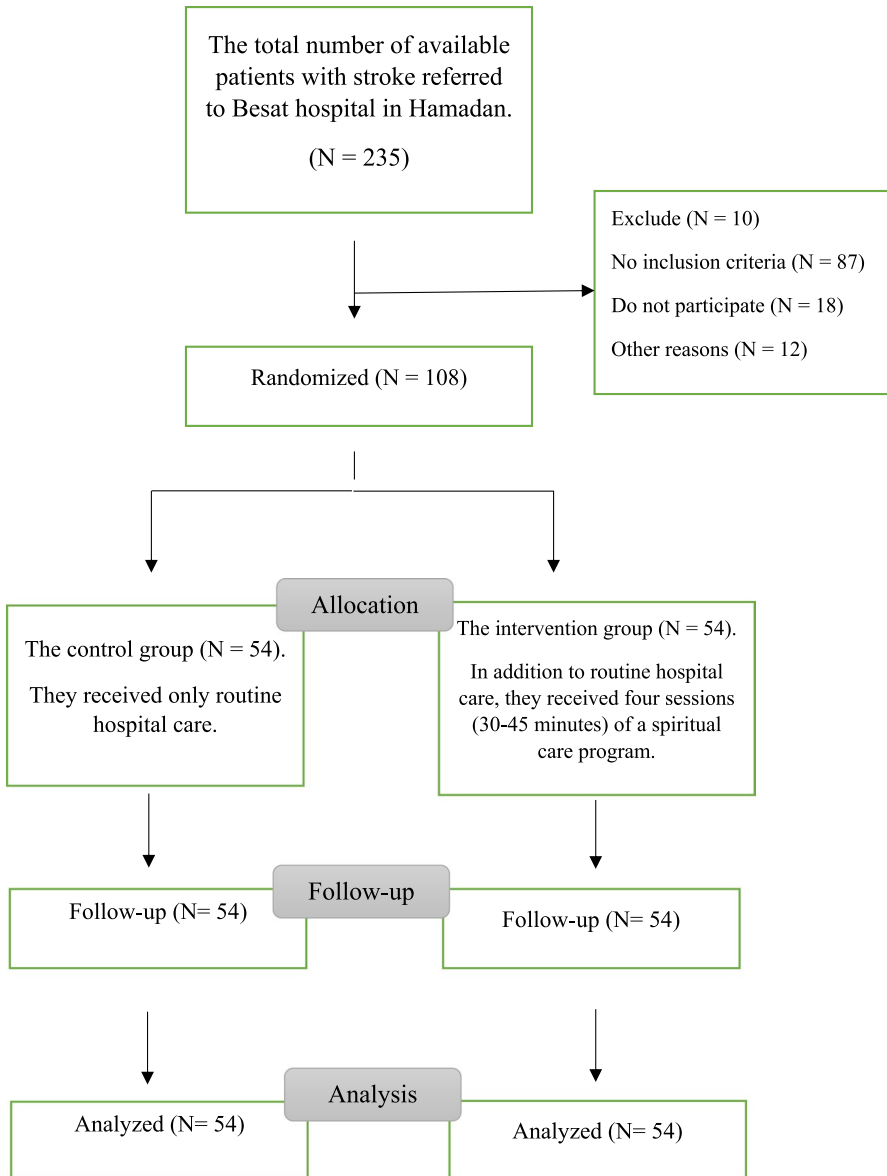 The total number of available
patients with stroke referred
to Besat hospital in Hamadan.
(N = 235)
Exclude (N = 10)
No inclusion criteria (N = 87)
Do not participate (N = 18)
Other reasons (N = 12)
Randomized (N = 108)
Allocation
The control group (N = 54).
They received only routine
hospital care.
The intervention group (N = 54).
In addition to routine hospital
care, they received four sessions
(30-45 minutes) of a spiritual
care program.
Follow-up
Follow-up (N= 54)
Follow-up (N= 54)
Analysis
Analyzed (N= 54)
Analyzed (N= 54)